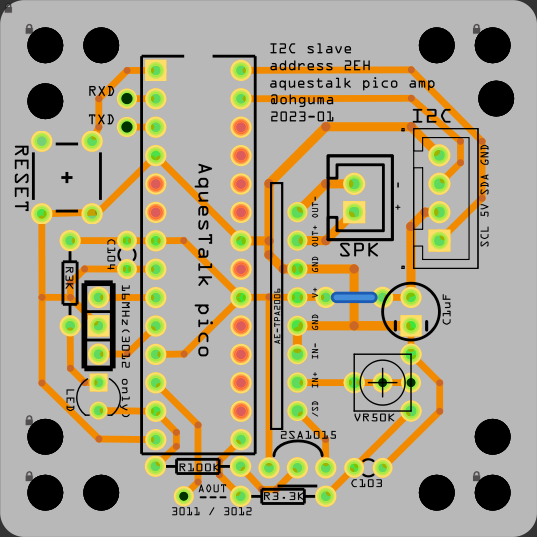 I2C slave
address 2EH
aquestalk pico amp
@ohguma
2023-01
RXD
TXD
I2C
RESET
+
AquesTalk pico
SPK
-
+
SCL 5V SDA GND
OUT-
OUT+
GND
V+
GND
IN-
IN+
/SD
AE-TPA2006
C104
R3K
16MHz(3012 only)
LED
C1uF
VR50K
2SA1015
R100K
C103
AOUT
R3.3K
3011 / 3012